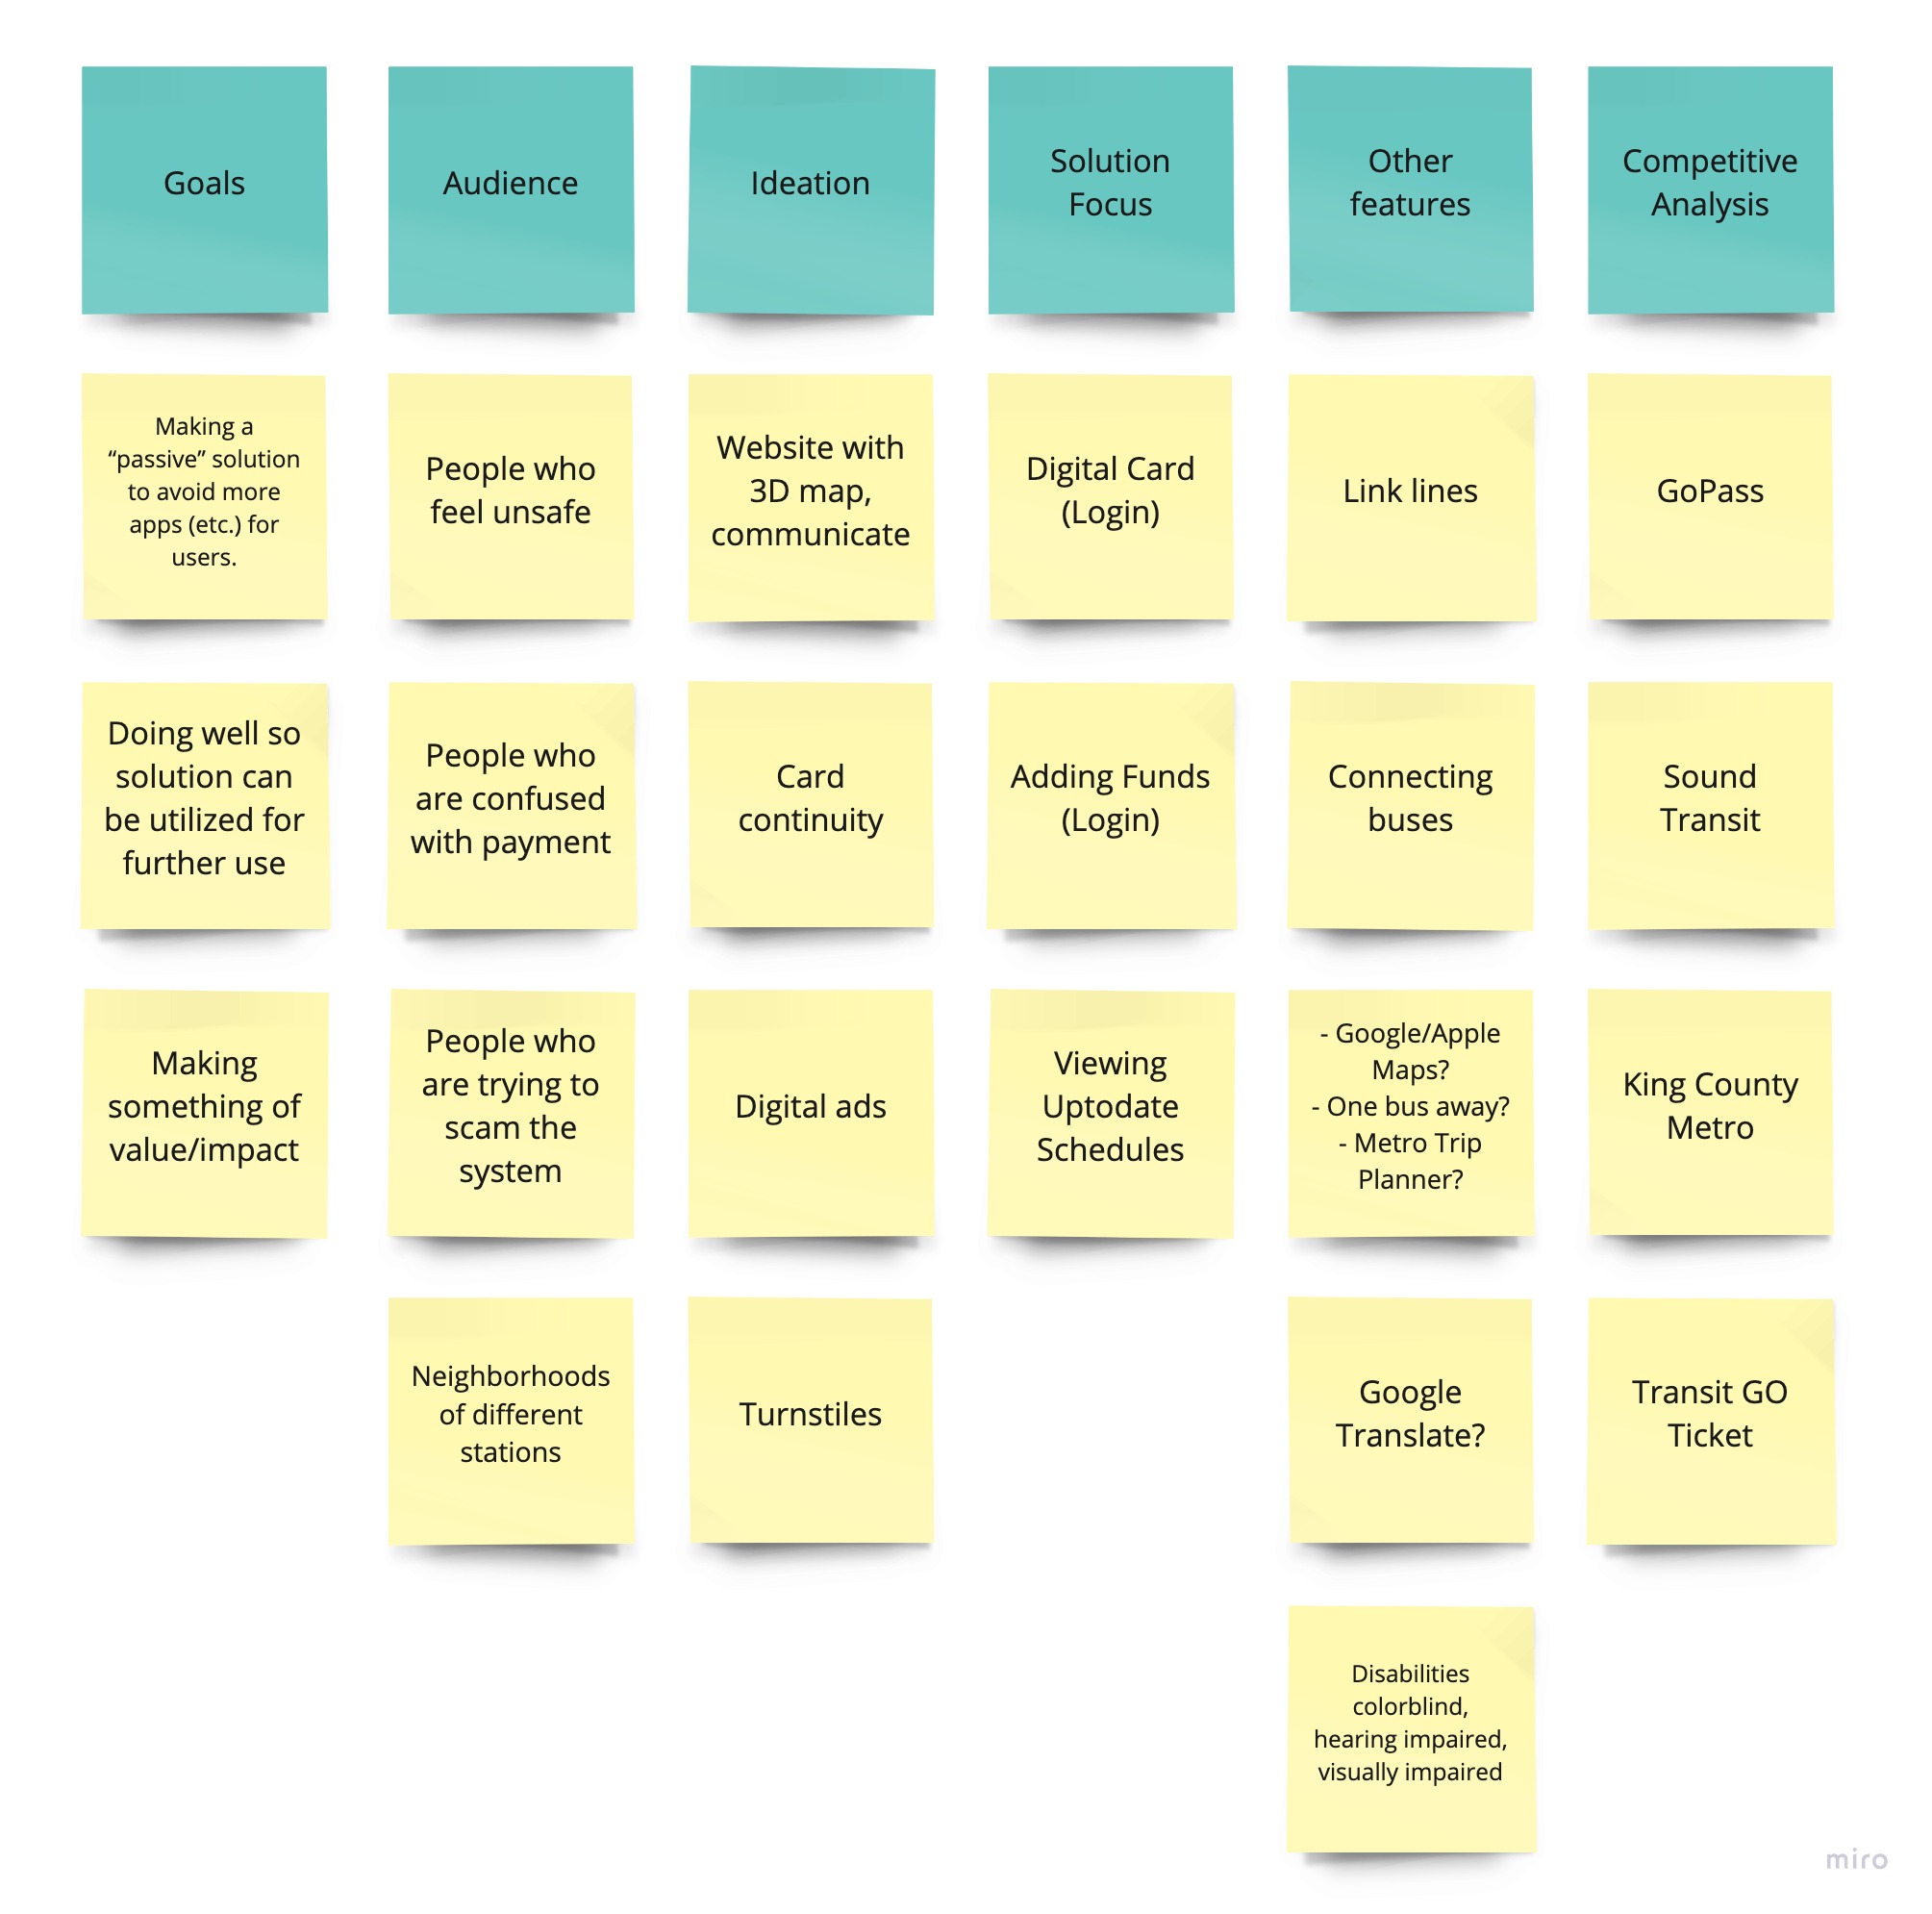 Goals
Audience
Ideation
Solution
Focus
Other
features
Competitive
Analysis
Making a
“passive” solution
to avoid more
apps (etc.) for
users.
People who
feel unsafe
Website with
3D map,
communicate
Digital Card
(Login)
Link lines
GoPass
Doing well so
solution can
be utilized for
further use
People who
are confused
with payment
Card
continuity
Adding Funds
(Login)
Connecting
buses
Sound
Transit
Making
something of
value/impact
People who
are trying to
scam the
system
Digital ads
Viewing
Uptodate
Schedules
- Google/Apple
Maps?
- One bus away?
- Metro Trip
Planner?
King County
Metro
Neighborhoods
of different
stations
Turnstiles
Google
Translate?
Transit GO
Ticket
Disabilities
colorblind,
hearing impaired,
visually impaired
miro